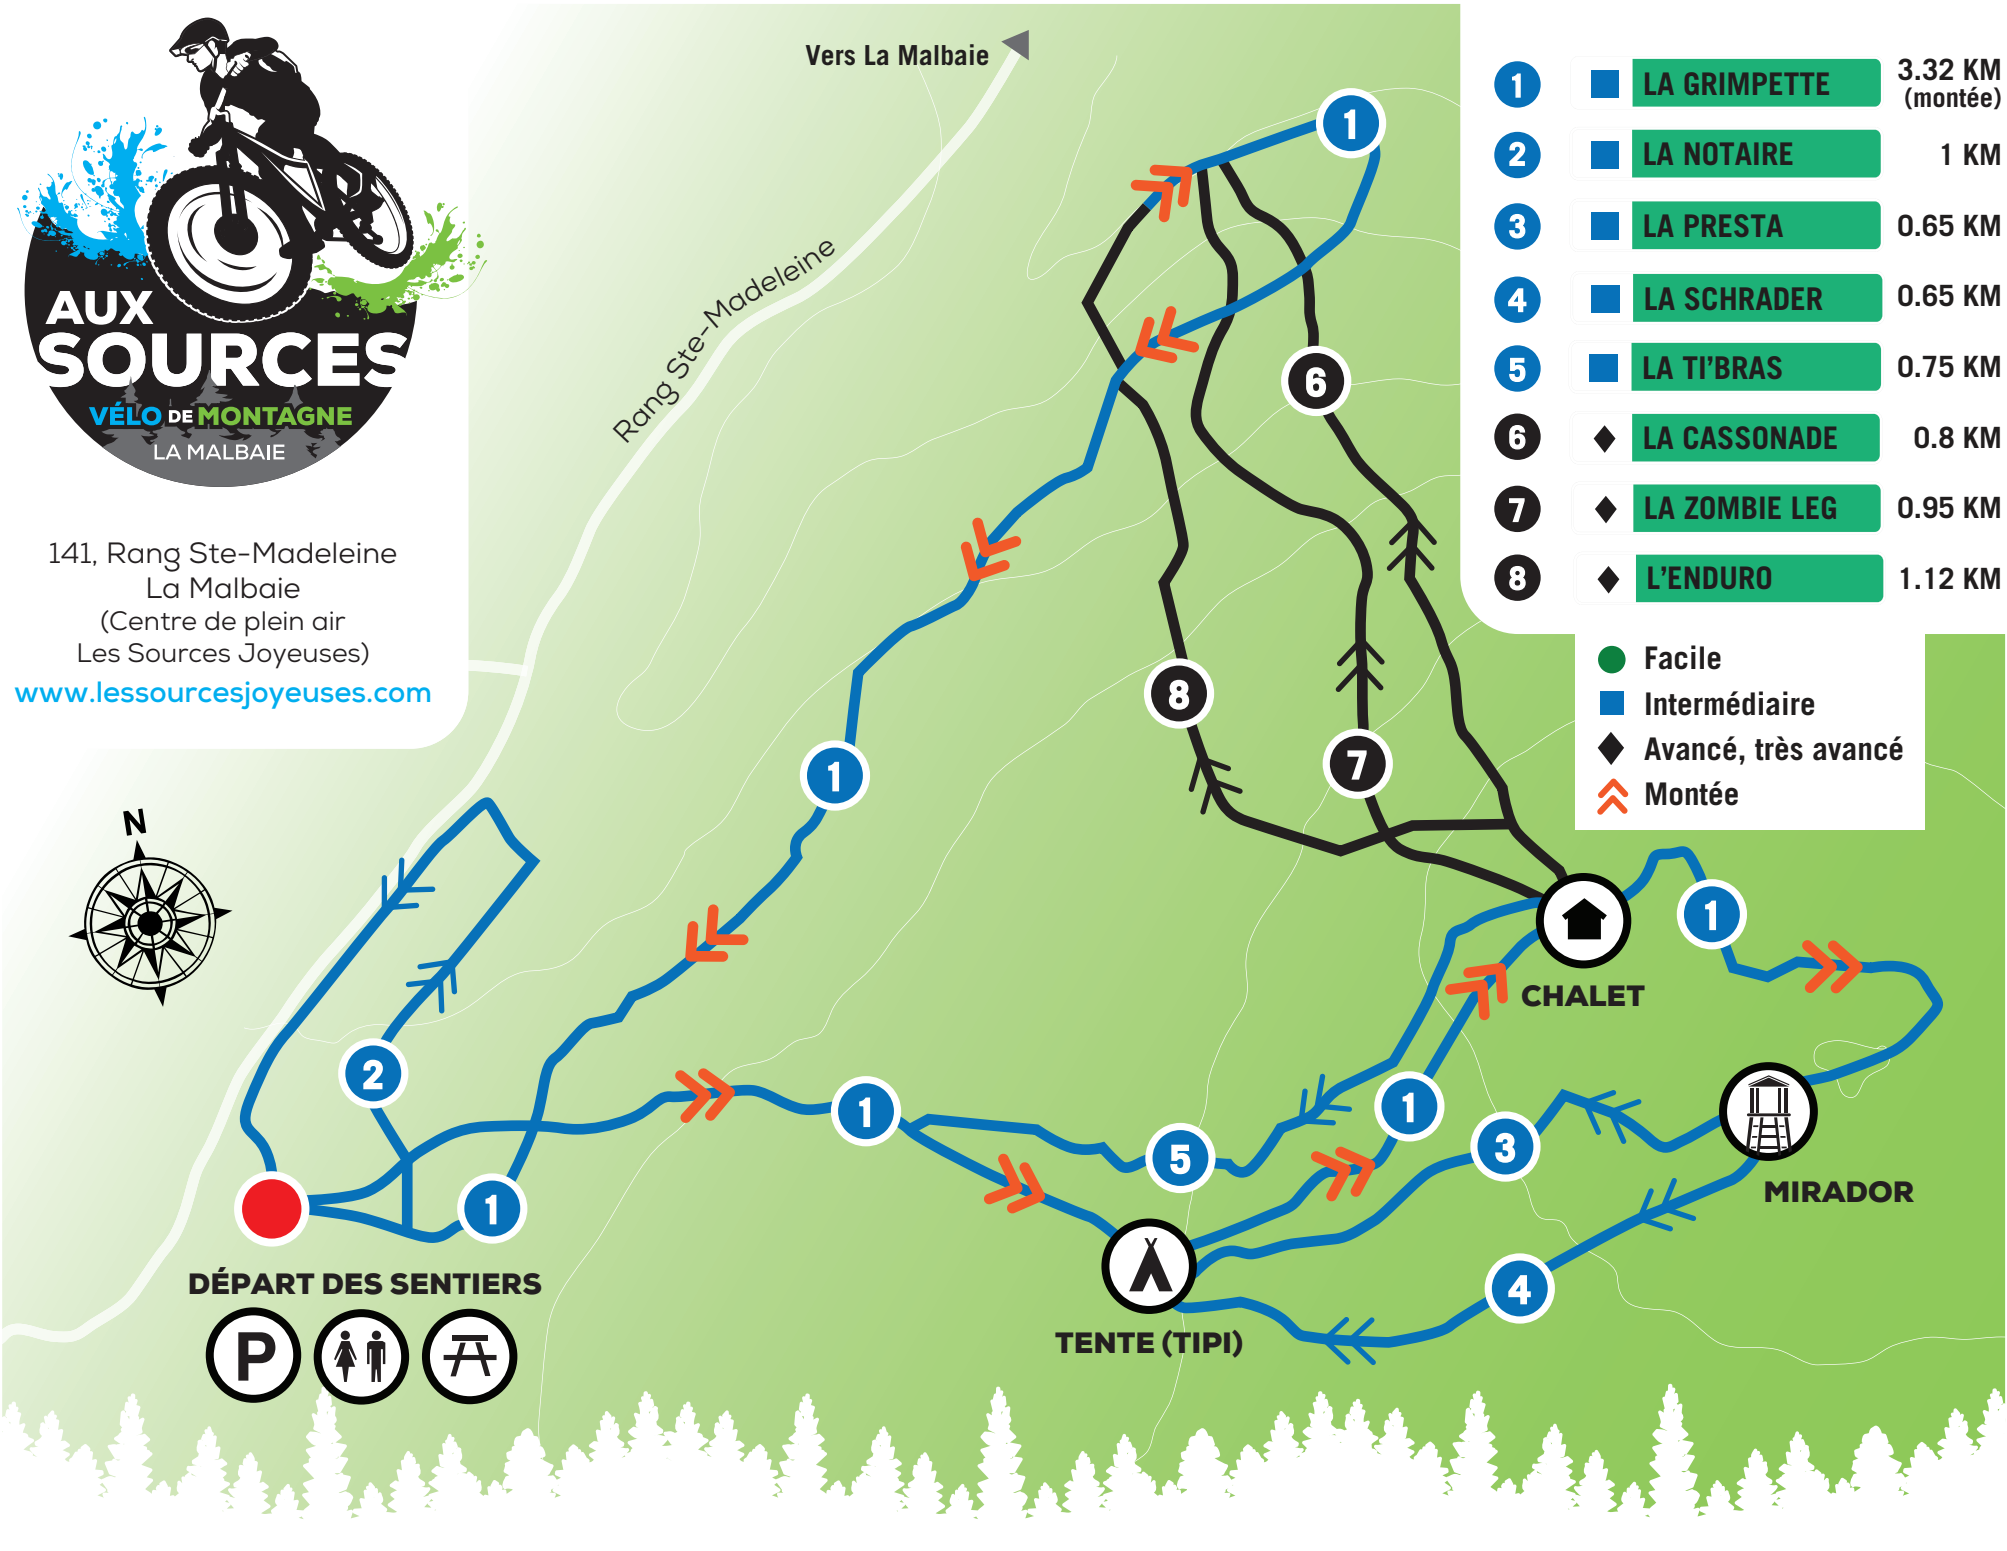 AUX
SOURCES
VÉLO DE MONTAGNE
LA MALBAIE
141, Rang Ste-Madeleine
La Malbaie
(Centre de plein air
Les Sources Joyeuses)
www.lessourcesjoyeuses.com
Vers La Malbaie
Rang Ste-Madeleine
1 LA GRIMPETTE 3.32 KM
(montée)
2 LA NOTAIRE 1 KM
3 LA PRESTA 0.65 KM
4 LA SCHRADER 0.65 KM
5 LA TI'BRAS 0.75 KM
6 LA CASSONADE 0.8 KM
7 LA ZOMBIE LEG 0.95 KM
8 L'ENDURO 1.12 KM
Facile
Intermédiaire
Avancé, très avancé
Montée
1
6
8
7
1
N
1
CHALET
2
1
1
3
5
1
MIRADOR
4
DÉPART DES SENTIERS
TENTE (TIPI)
P